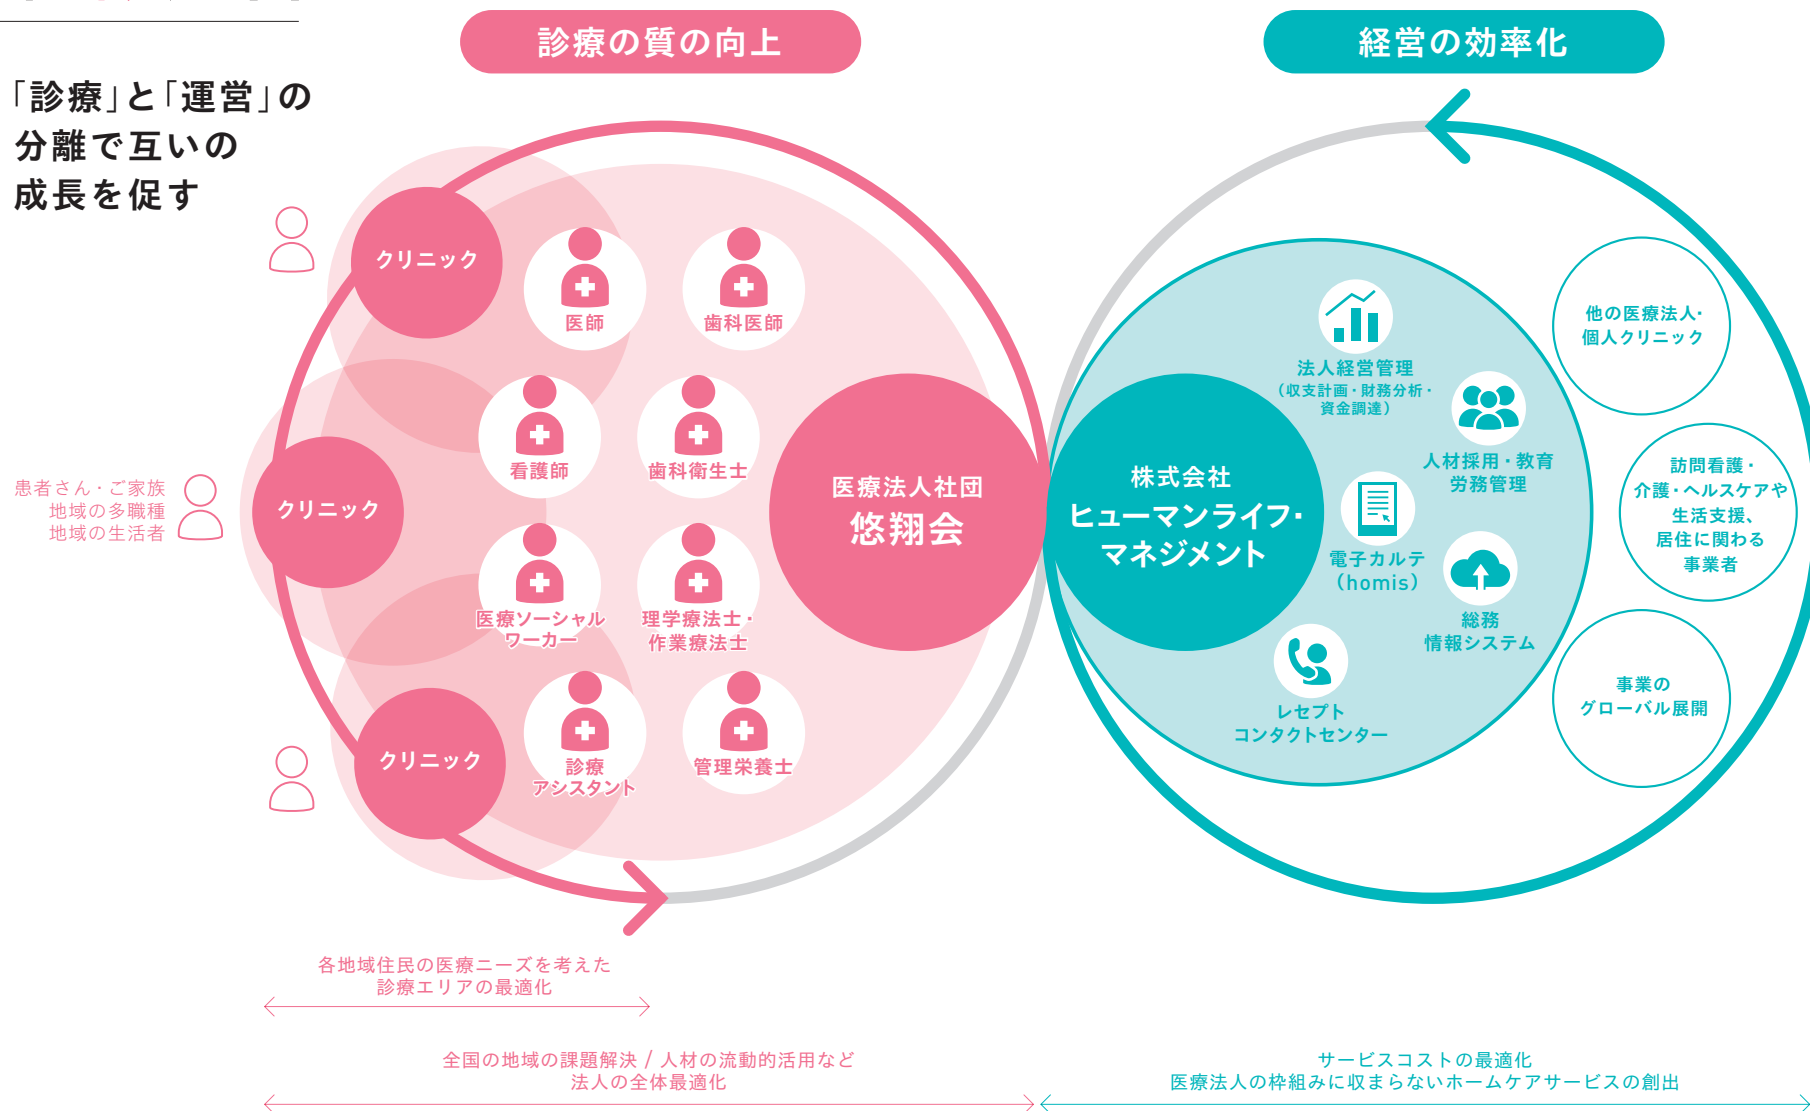 「診療」と「運営」の
分離で互いの
成長を促す
診療の質の向上
クリニック
クリニック
クリニック
患者さん・ご家族
地域の多職種
地域の生活者
医師
歯科医師
看護師
歯科衛生士
医療ソーシャル
ワーカー
理学療法士・
作業療法士
診療
アシスタント
管理栄養士
医療法人社団
悠翔会
各地域住民の医療ニーズを考えた
診療エリアの最適化
全国の地域の課題解決 / 人材の流動的活用など
法人の全体最適化
経営の効率化
株式会社
ヒューマンライフ・
マネジメント
法人経営管理
（収支計画・財務分析・
資金調達）
人材採用・教育
労務管理
電子カルテ
（homis）
総務
情報システム
レセプト
コンタクトセンター
他の医療法人・
個人クリニック
訪問看護・
介護・ヘルスケアや
生活支援、
居住に関わる
事業者
事業の
グローバル展開
サービスコストの最適化
医療法人の枠組みに収まらないホームケアサービスの創出